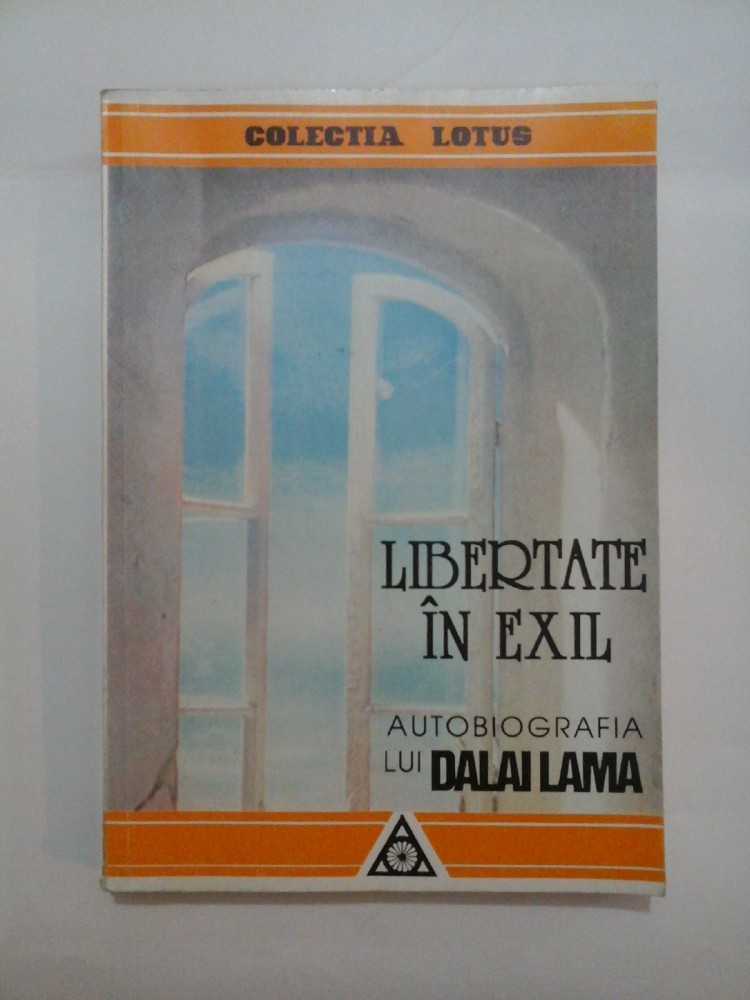 COLECTIA LOTUS
LIBERTATE
ÎN EXIL
AUTOBIOGRAFIA
LUI DALAI LAMA